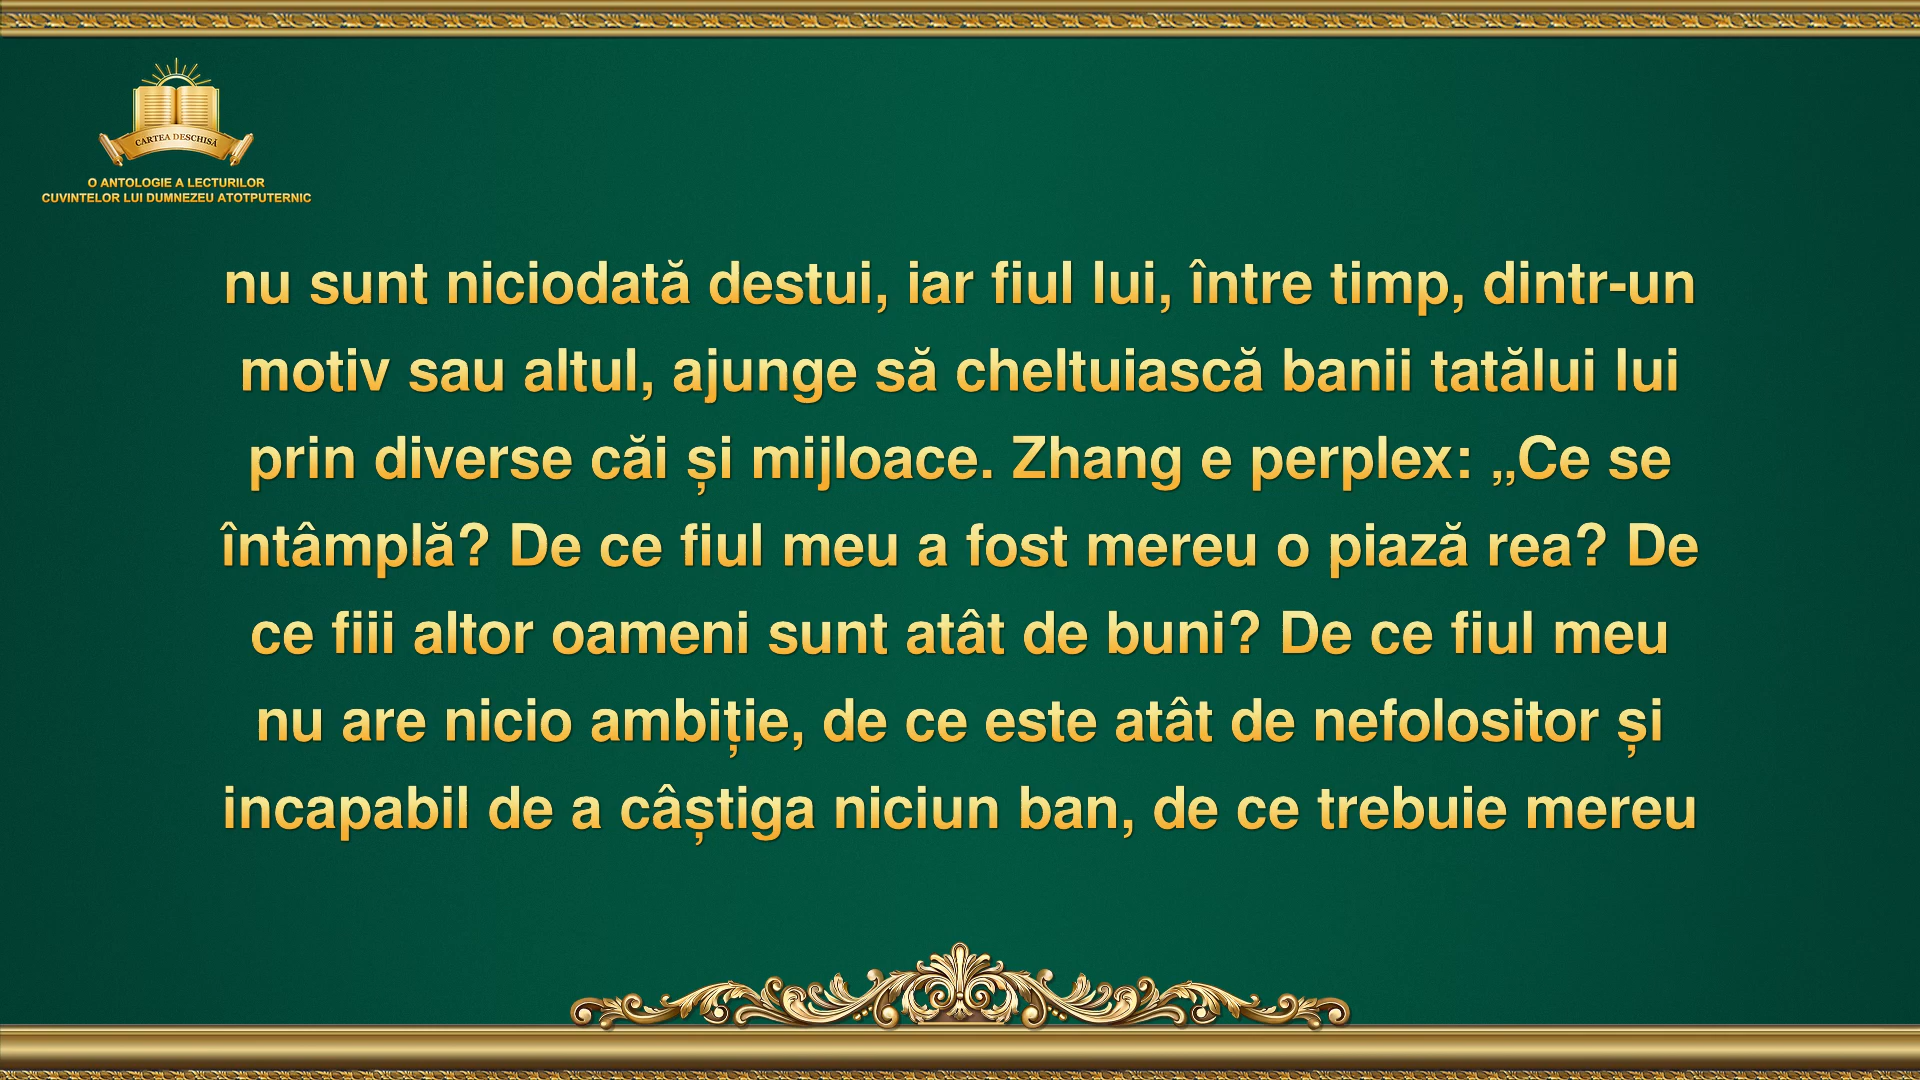 CARTEA DESCHISĂ
O ANTOLOGIE A LECTURILOR
CUVINTELOR LUI DUMNEZEU ATOTPUTERNIC
nu sunt niciodată destui, iar fiul lui, între timp, dintr-un
motiv sau altul, ajunge să cheltuiască banii tatălui lui
prin diverse căi și mijloace. Zhang e perplex: „Ce se
întâmplă? De ce fiul meu a fost mereu o piază rea? De
ce fiii altor oameni sunt atât de buni? De ce fiul meu
nu are nicio ambiție, de ce este atât de nefolositor și
incapabil de a câștiga niciun ban, de ce trebuie mereu